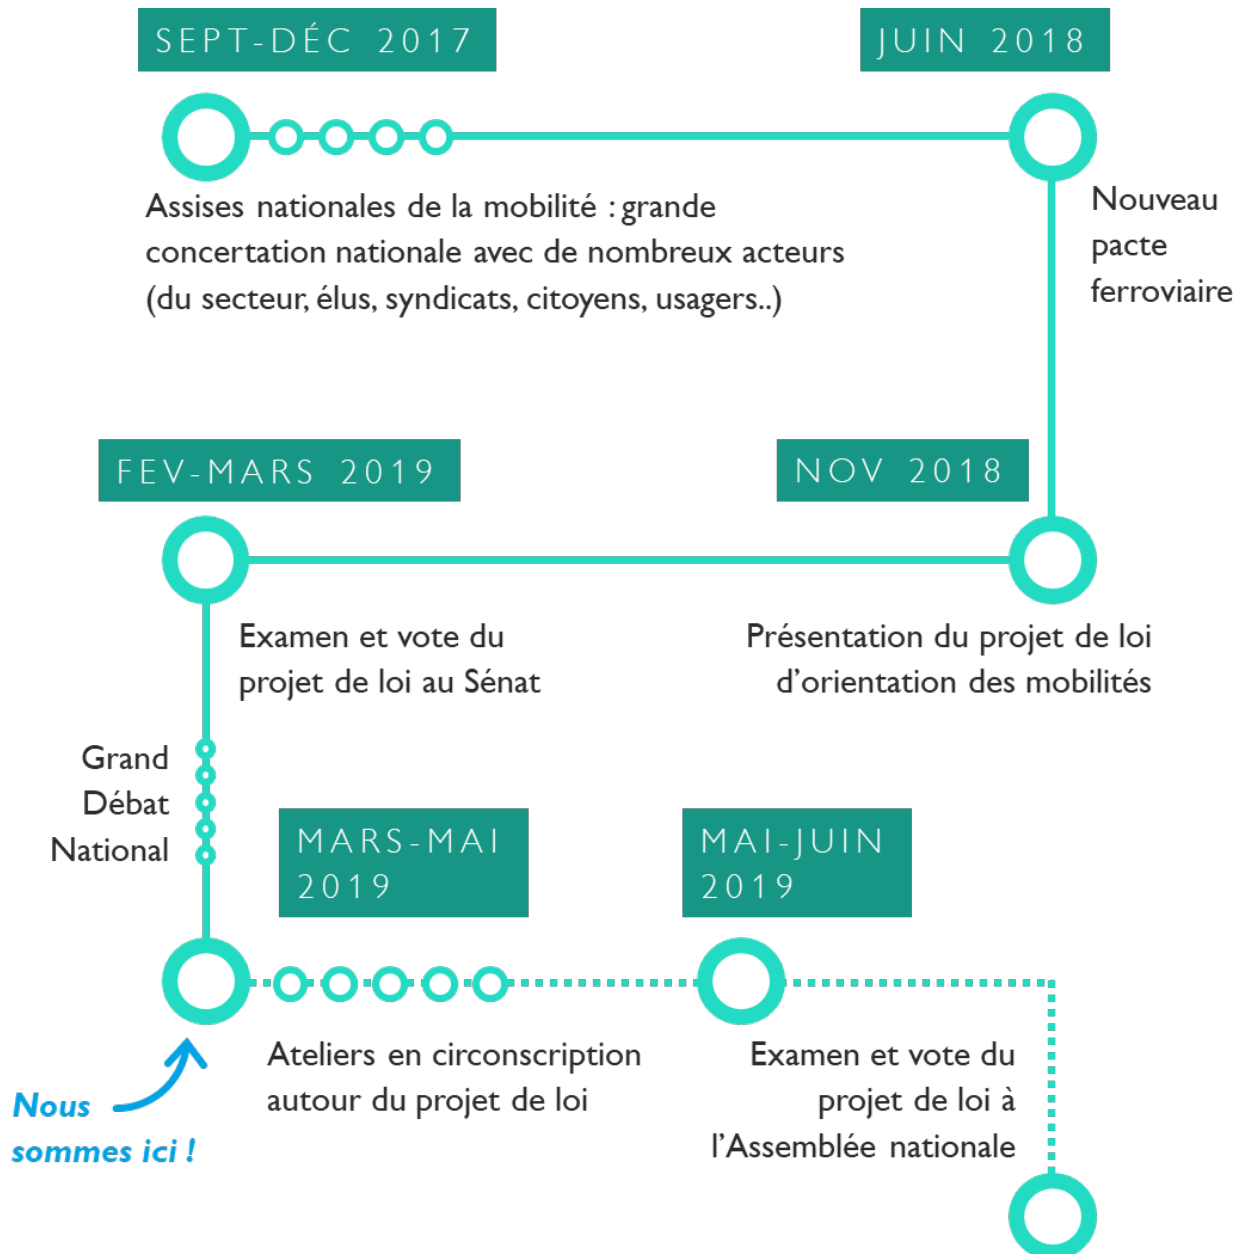 SEPT-DÉC 2017
Assises nationales de la mobilité : grande
concertation nationale avec de nombreux acteurs
(du secteur, élus, syndicats, citoyens, usagers..)
JUIN 2018
Nouveau
pacte
ferroviaire
NOV 2018
Présentation du projet de loi
d’orientation des mobilités
FEV-MARS 2019
Examen et vote du
projet de loi au Sénat
Grand
Débat
National
MARS-MAI
2019
Ateliers en circonscription
autour du projet de loi
Nous
sommes ici !
MAI-JUIN
2019
Examen et vote du
projet de loi à
l’Assemblée nationale